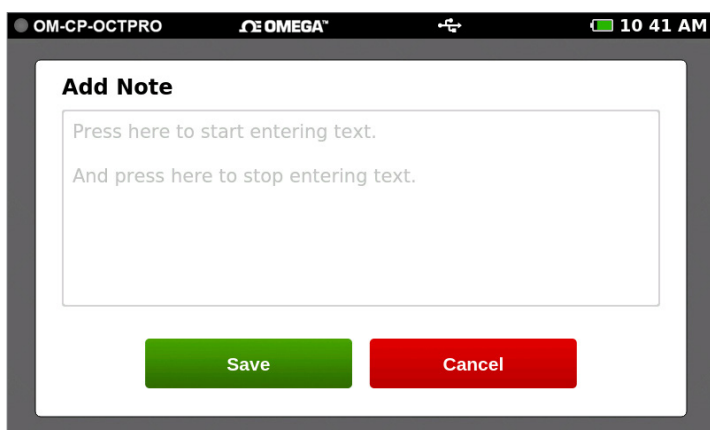 OM-CP-OCTPRO ΩE OMEGA™ 10 41 AM
Add Note
Press here to start entering text.
And press here to stop entering text.
Save Cancel